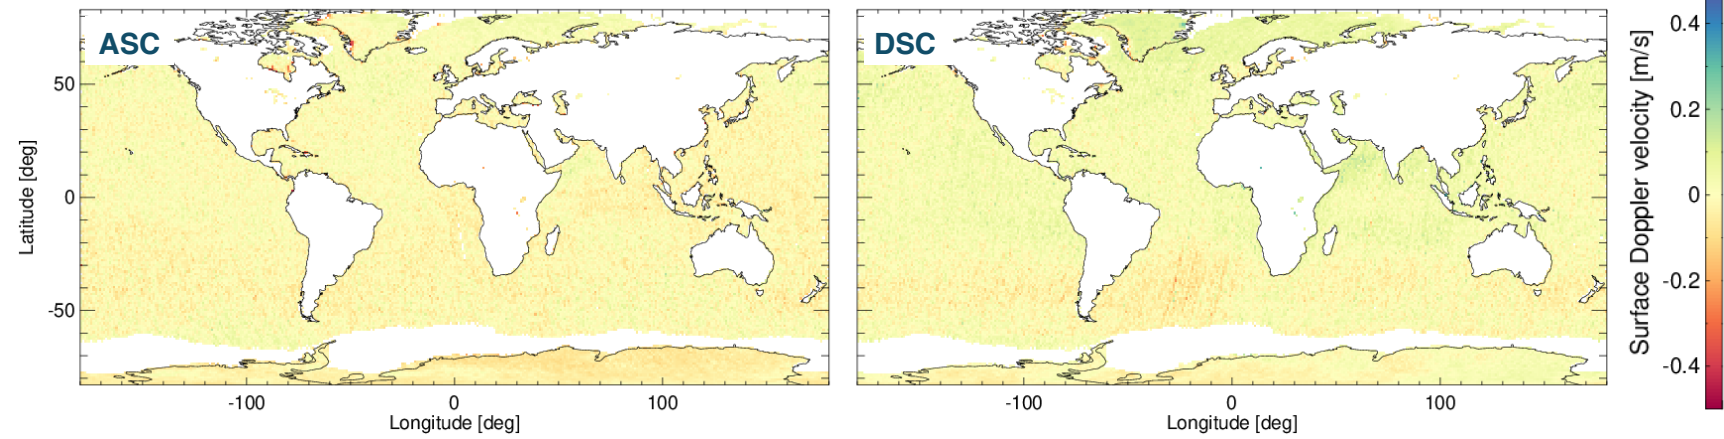 ASC
DSC
50
0
-50
Latitude [deg]
-100
0
100
Longitude [deg]
-100
0
100
Longitude [deg]
0.4
0.2
0
-0.2
-0.4
Surface Doppler velocity [m/s]